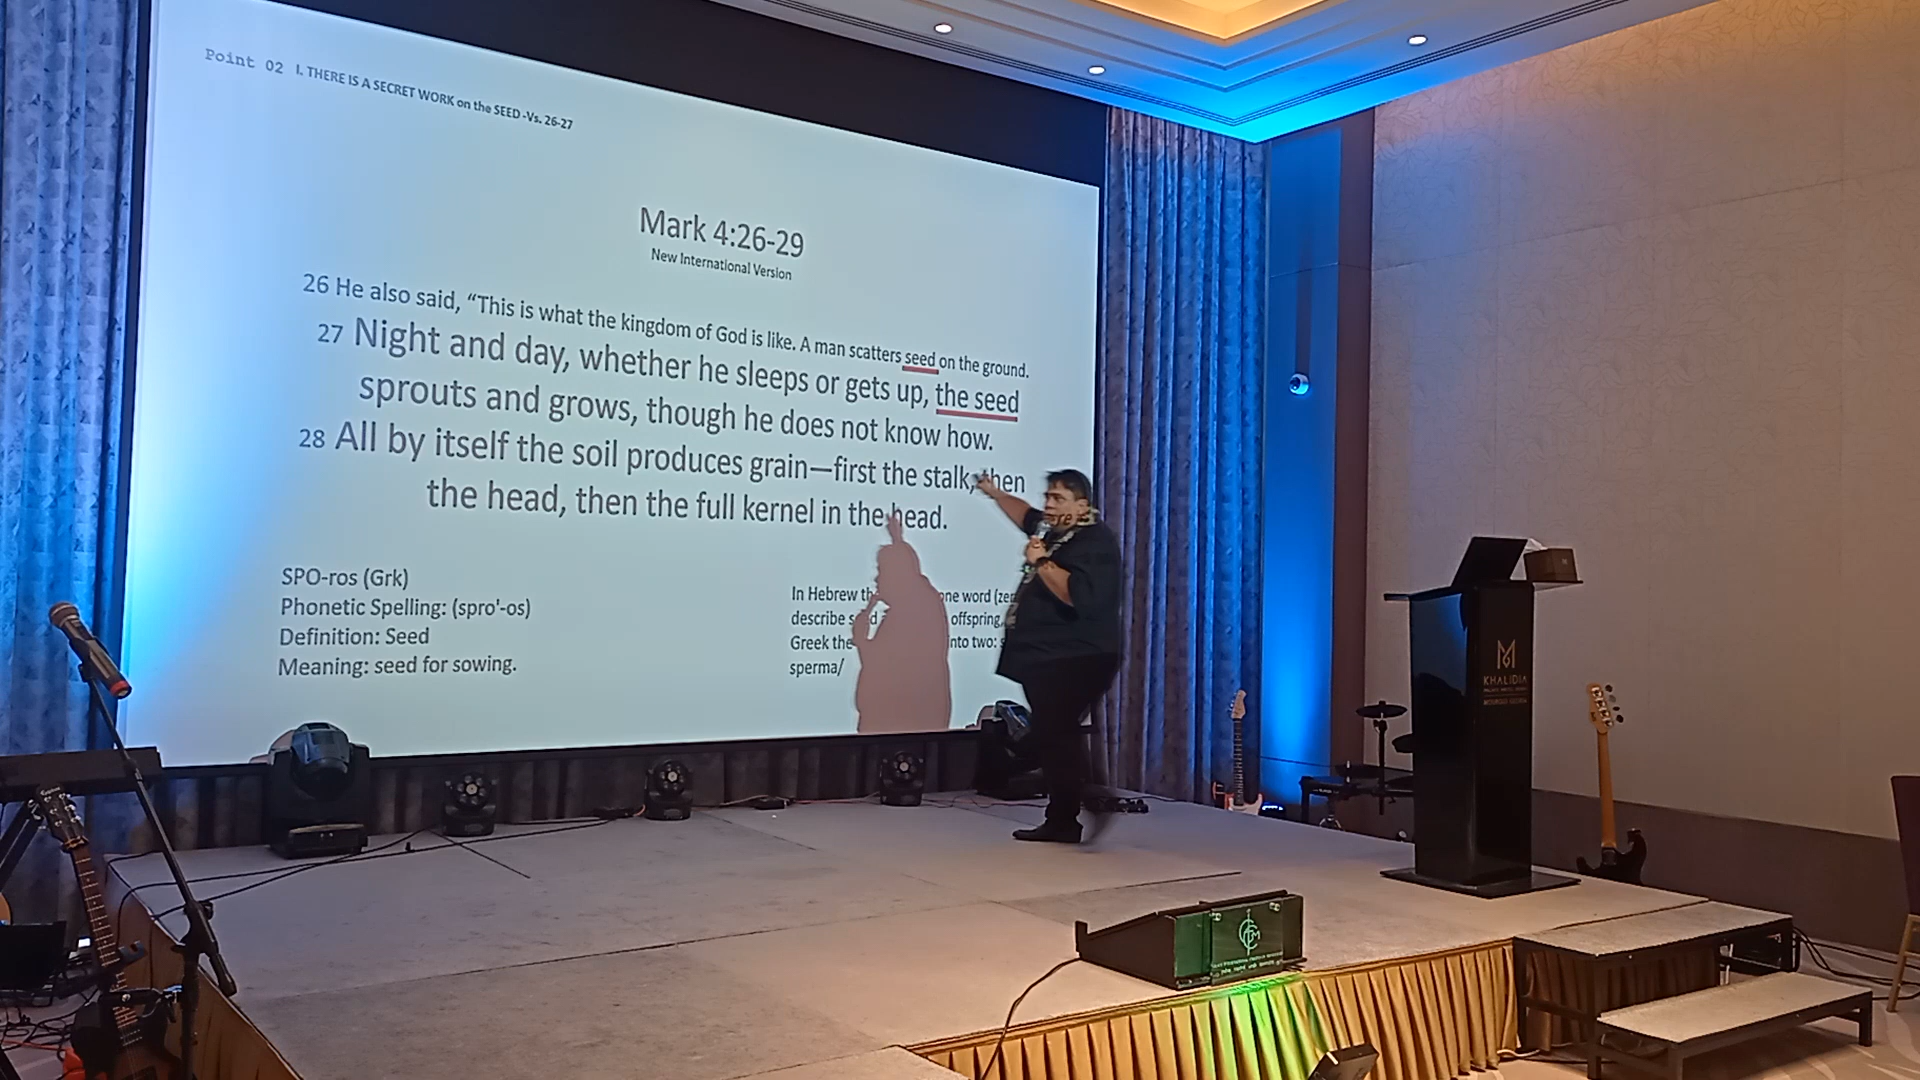 Point 02 I. THERE IS A SECRET WORK on the SEED -Vs. 26-27
Mark 4:26-29
New International Version
26 He also said, “This is what the kingdom of God is like. A man scatters seed on the ground.
27 Night and day, whether he sleeps or gets up, the seed
sprouts and grows, though he does not know how.
28 All by itself the soil produces grain—first the stalk, then
the head, then the full kernel in the head.
SPO-ros (Grk)
Phonetic Spelling: (spro'-os)
Definition: Seed
Meaning: seed for sowing.
In Hebrew one word
describe offspring,
Greek the into two:
sperma/
M
KHALIDIA